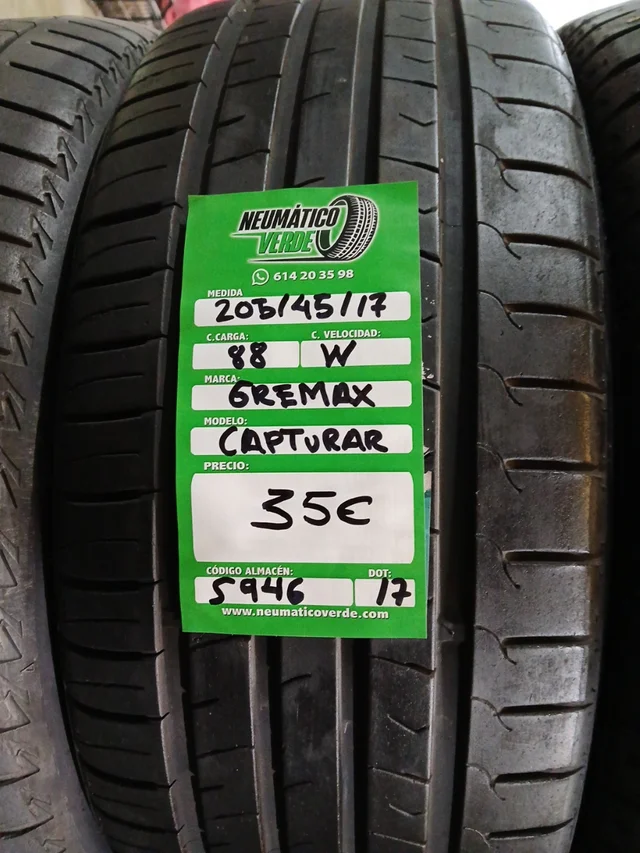 NEUMÁTICO
VERDE
614 20 35 98
MEDIDA
205/45/17
C.CARGA: C. VELOCIDAD:
88 W
MARCA:
GREMAX
MODELO:
CAPTURAR
PRECIO:
35€
CÓDIGO ALMACÉN: DOT:
5946 17
www.neumaticoverde.com